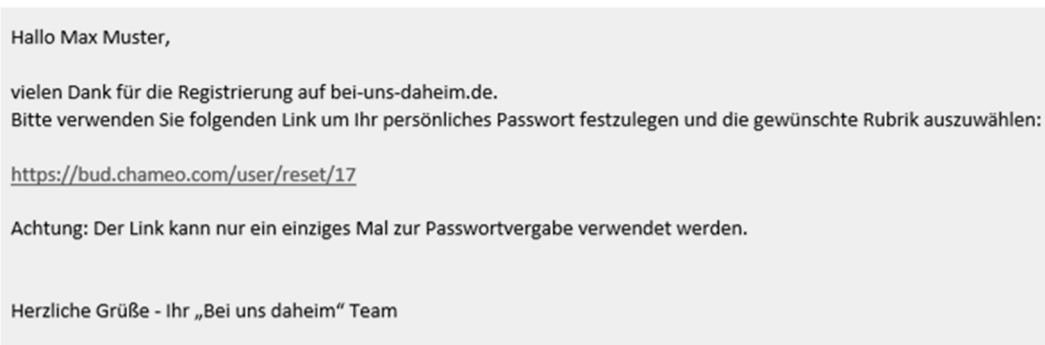 Hallo Max Muster,
vielen Dank für die Registrierung auf bei-uns-daheim.de.
Bitte verwenden Sie folgenden Link um Ihr persönliches Passwort festzulegen und die gewünschte Rubrik auszuwählen:
https://bud.chameo.com/user/reset/17
Achtung: Der Link kann nur ein einziges Mal zur Passwortvergabe verwendet werden.
Herzliche Grüße - Ihr „Bei uns daheim“ Team